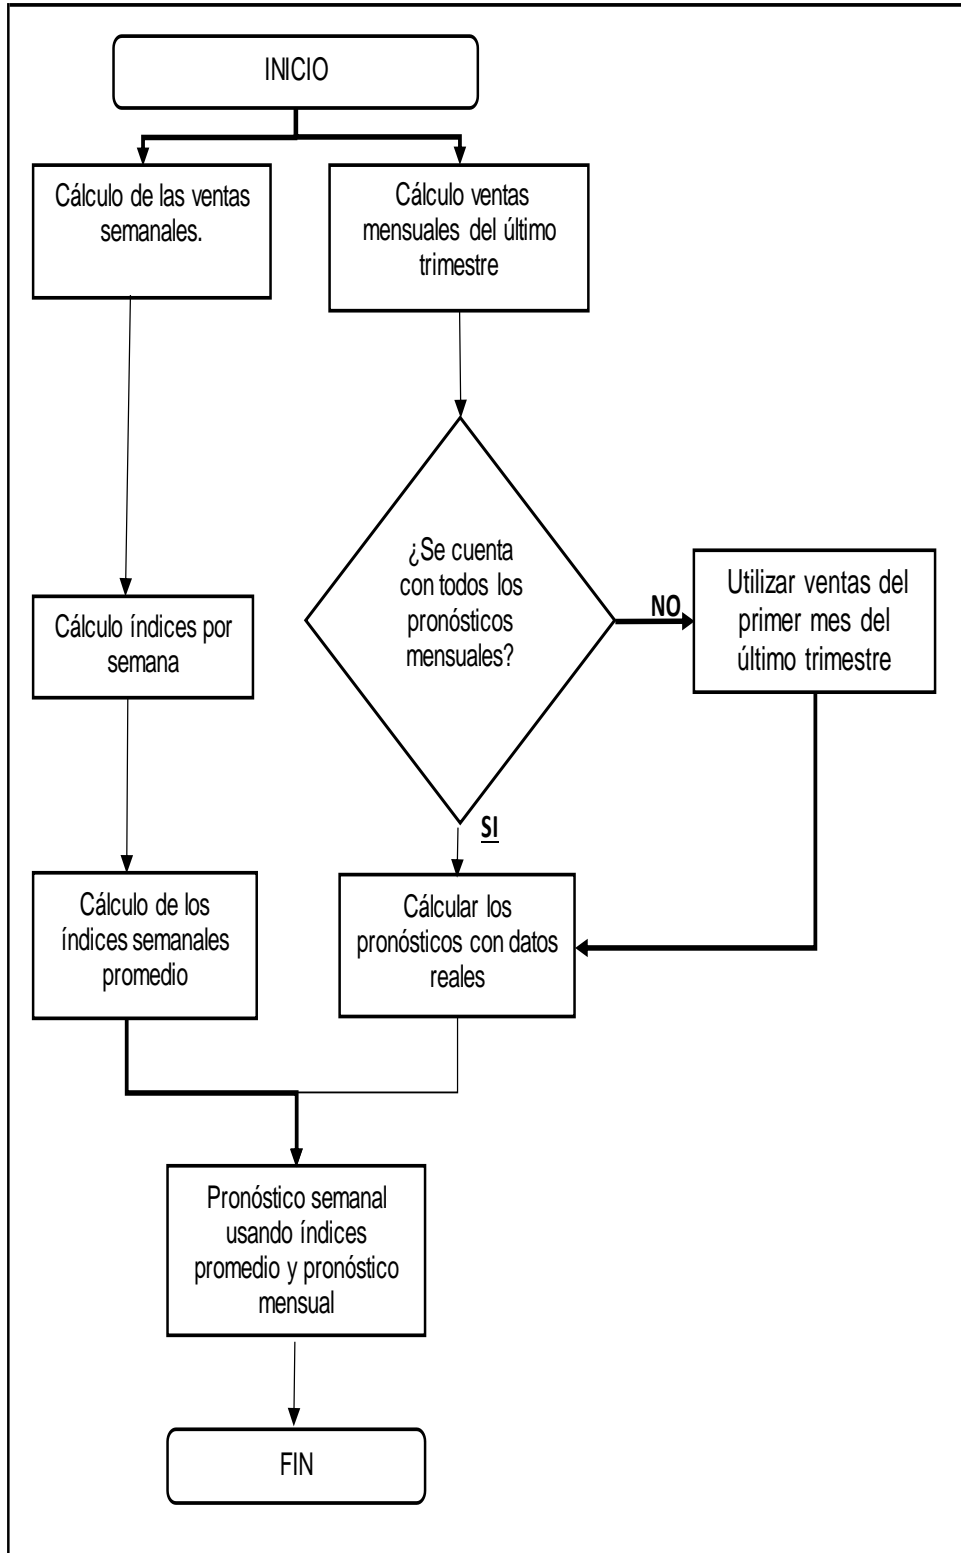 INICIO
Cálculo de las ventas
semanales.
Cálculo ventas
mensuales del último
trimestre
¿Se cuenta
con todos los
pronósticos
mensuales?
NO
Utilizar ventas del
primer mes del
último trimestre
Cálculo índices por
semana
SI
Cálculo de los
índices semanales
promedio
Cálcular los
pronósticos con datos
reales
Pronóstico semanal
usando índices
promedio y pronóstico
mensual
FIN